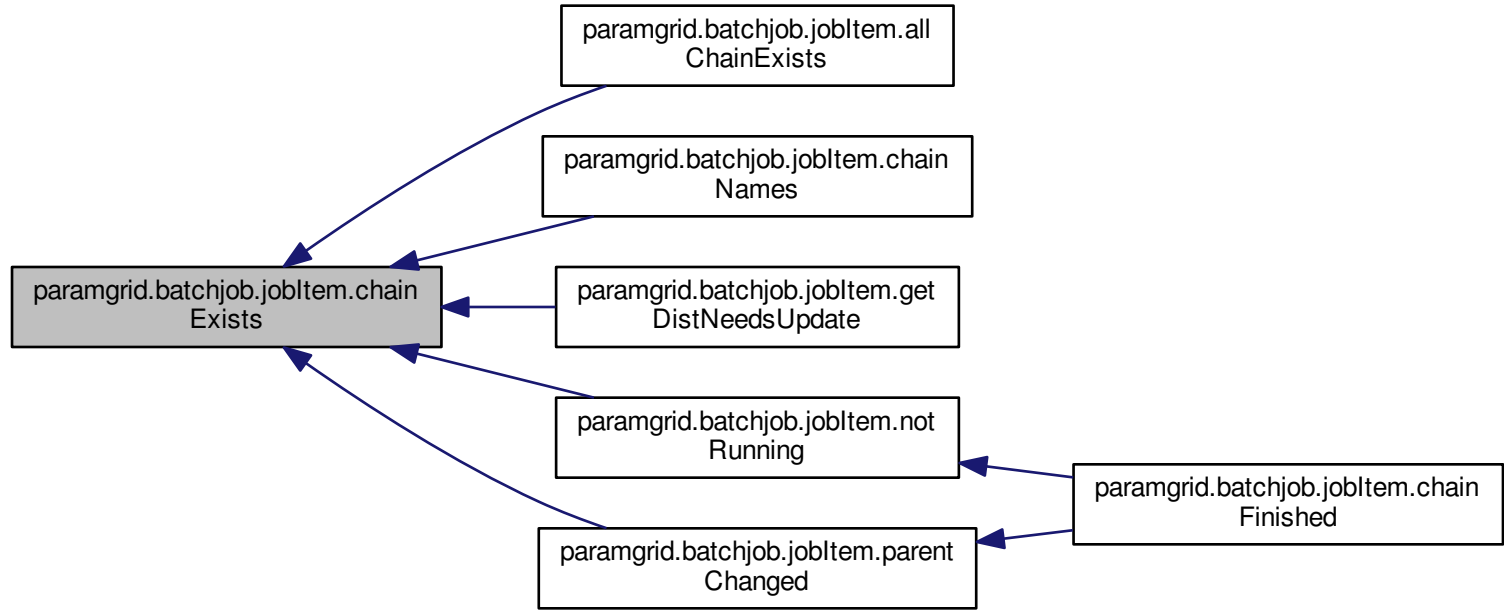 paramgrid.batchjob.jobItem.all
ChainExists
paramgrid.batchjob.jobItem.chain
Names
paramgrid.batchjob.jobItem.chain
Exists
paramgrid.batchjob.jobItem.get
DistNeedsUpdate
paramgrid.batchjob.jobItem.not
Running
paramgrid.batchjob.jobItem.chain
Finished
paramgrid.batchjob.jobItem.parent
Changed